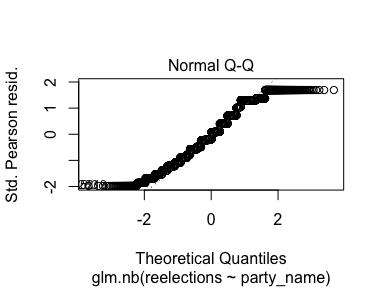 Normal Q-Q
Std. Pearson resid.
2
1
0
-2
-2
0
2
Theoretical Quantiles
glm.nb(reelections ~ party_name)